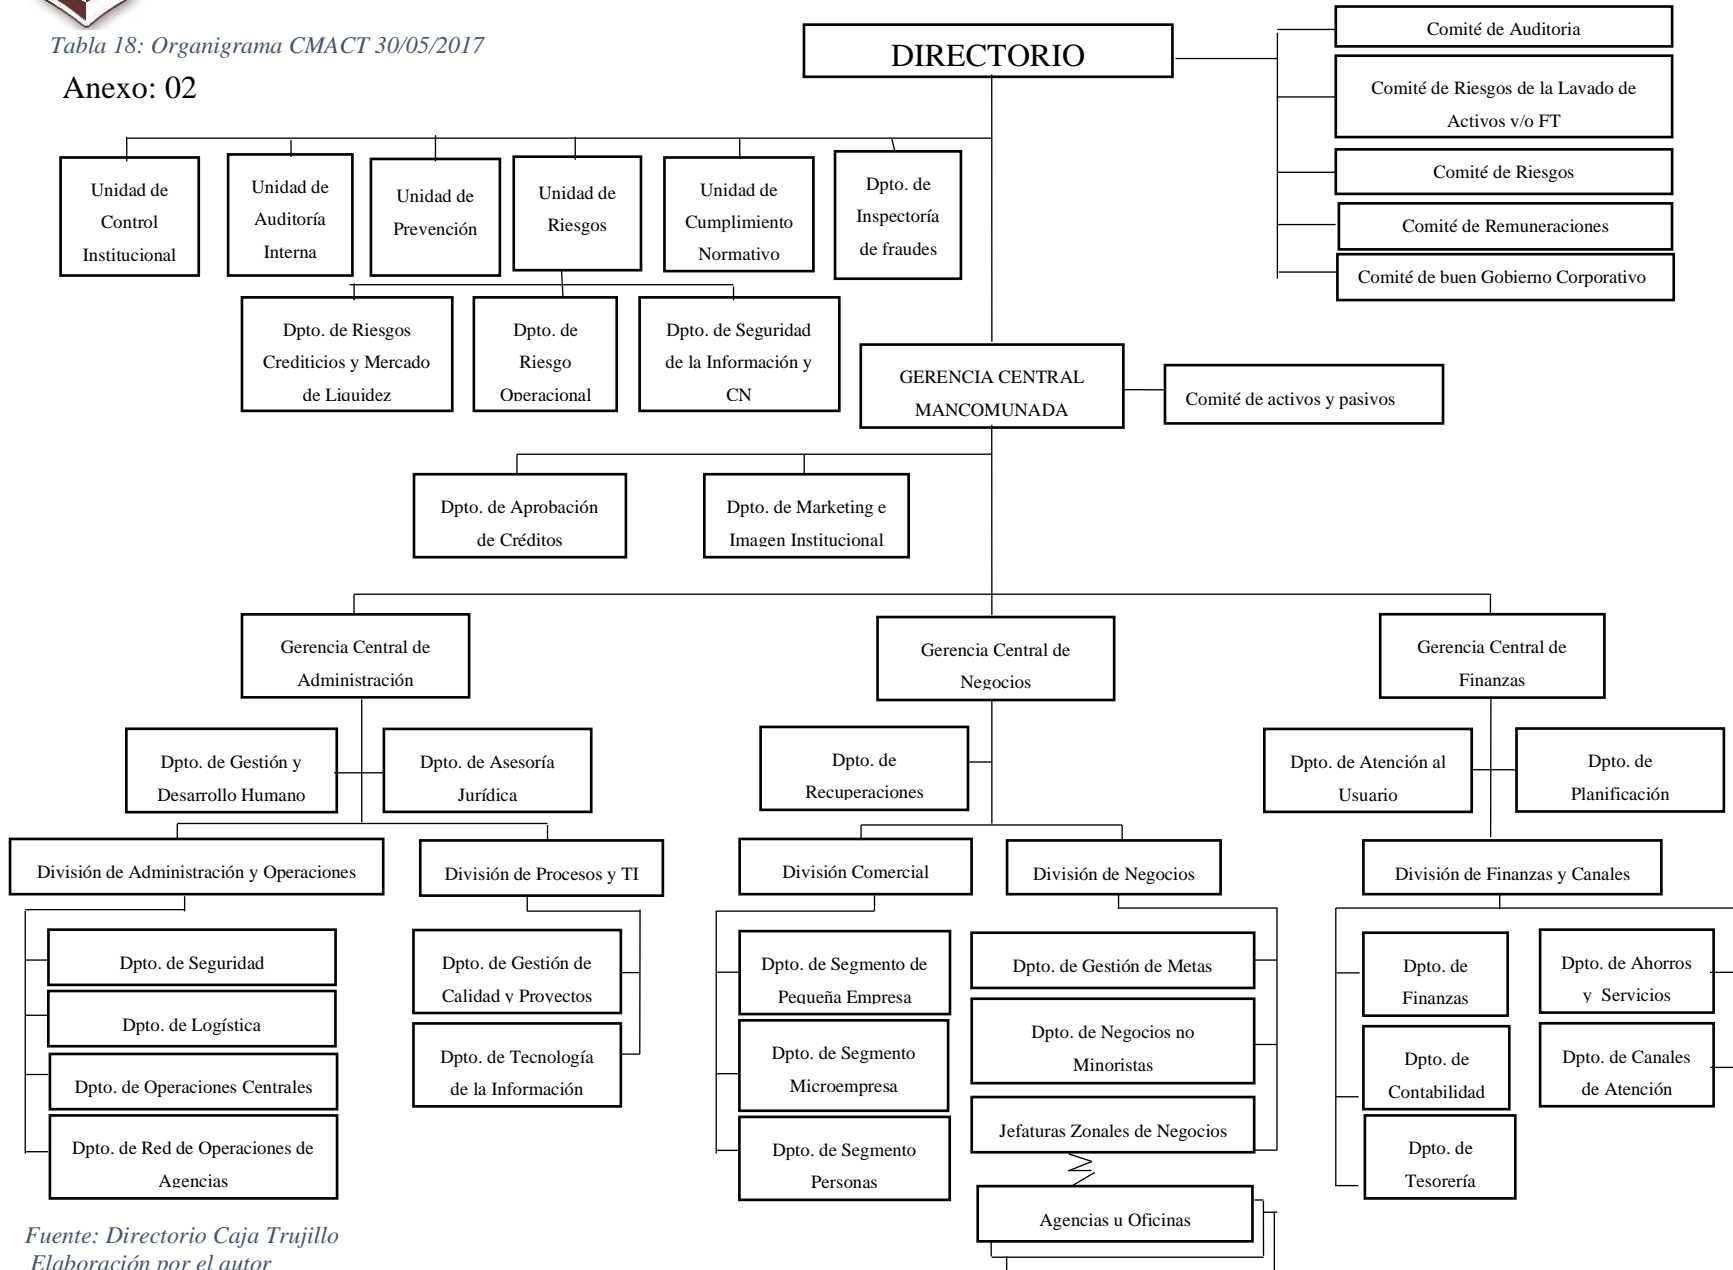 Tabla 18: Organigrama CMACT 30/05/2017
Anexo: 02
DIRECTORIO
Comité de Auditoria
Comité de Riesgos de la Lavado de
Activos v/o FT
Comité de Riesgos
Comité de Remuneraciones
Comité de buen Gobierno Corporativo
Unidad de
Control
Institucional
Unidad de
Auditoría
Interna
Unidad de
Prevención
Unidad de
Riesgos
Unidad de
Cumplimiento
Normativo
Dpto. de
Inspectoría
de fraudes
Dpto. de Riesgos
Crediticios y Mercado
de Liquidez
Dpto. de
Riesgo
Operacional
Dpto. de Seguridad
de la Información y
CN
GERENCIA CENTRAL
MANCOMUNADA
Comité de activos y pasivos
Dpto. de Aprobación
de Créditos
Dpto. de Marketing e
Imagen Institucional
Gerencia Central de
Administración
Gerencia Central de
Negocios
Gerencia Central de
Finanzas
Dpto. de Gestión y
Desarrollo Humano
Dpto. de Asesoría
Jurídica
Dpto. de
Recuperaciones
Dpto. de Atención al
Usuario
Dpto. de
Planificación
División de Administración y Operaciones
División de Procesos y TI
División Comercial
División de Negocios
División de Finanzas y Canales
Dpto. de Seguridad
Dpto. de Logística
Dpto. de Operaciones Centrales
Dpto. de Red de Operaciones de
Agencias
Dpto. de Gestión de
Calidad y Proyectos
Dpto. de Tecnología
de la Información
Dpto. de Segmento de
Pequeña Empresa
Dpto. de Segmento
Microempresa
Dpto. de Segmento
Personas
Dpto. de Gestión de Metas
Dpto. de Negocios no
Minoristas
Jefaturas Zonales de Negocios
Agencias u Oficinas
Dpto. de
Finanzas
Dpto. de
Contabilidad
Dpto. de
Tesorería
Dpto. de Ahorros
y Servicios
Dpto. de Canales
de Atención
Fuente: Directorio Caja Trujillo
Elaboración por el autor